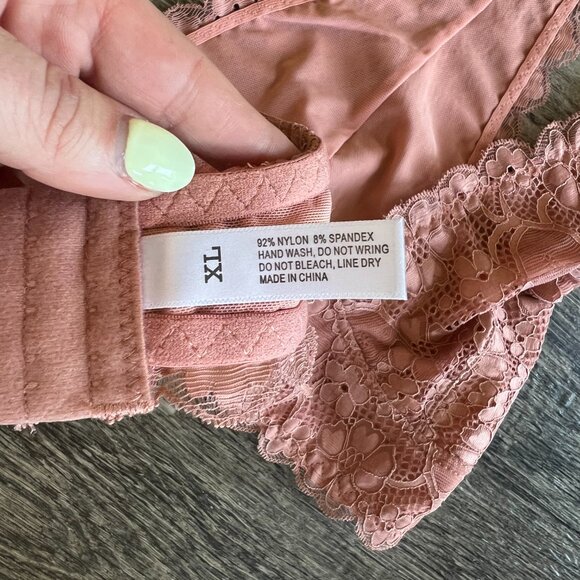 XL
92% NYLON 8% SPANDEX
HAND WASH, DO NOT WRING
DO NOT BLEACH, LINE DRY
MADE IN CHINA